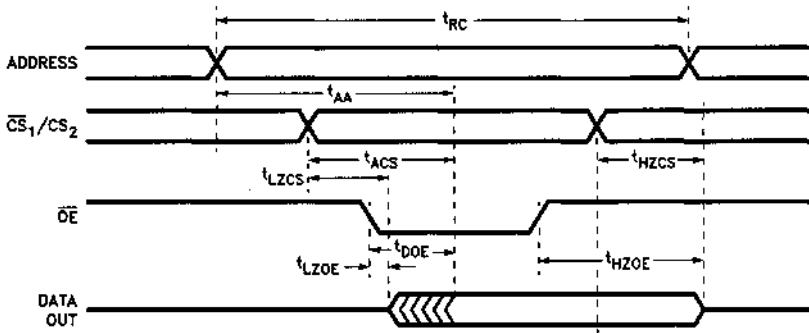 tRC
ADDRESS
tAA
CS1/CS2
tACS
tHZCS
tLZCS
OE
tDOE
tLZOE
tHZOE
DATA
OUT